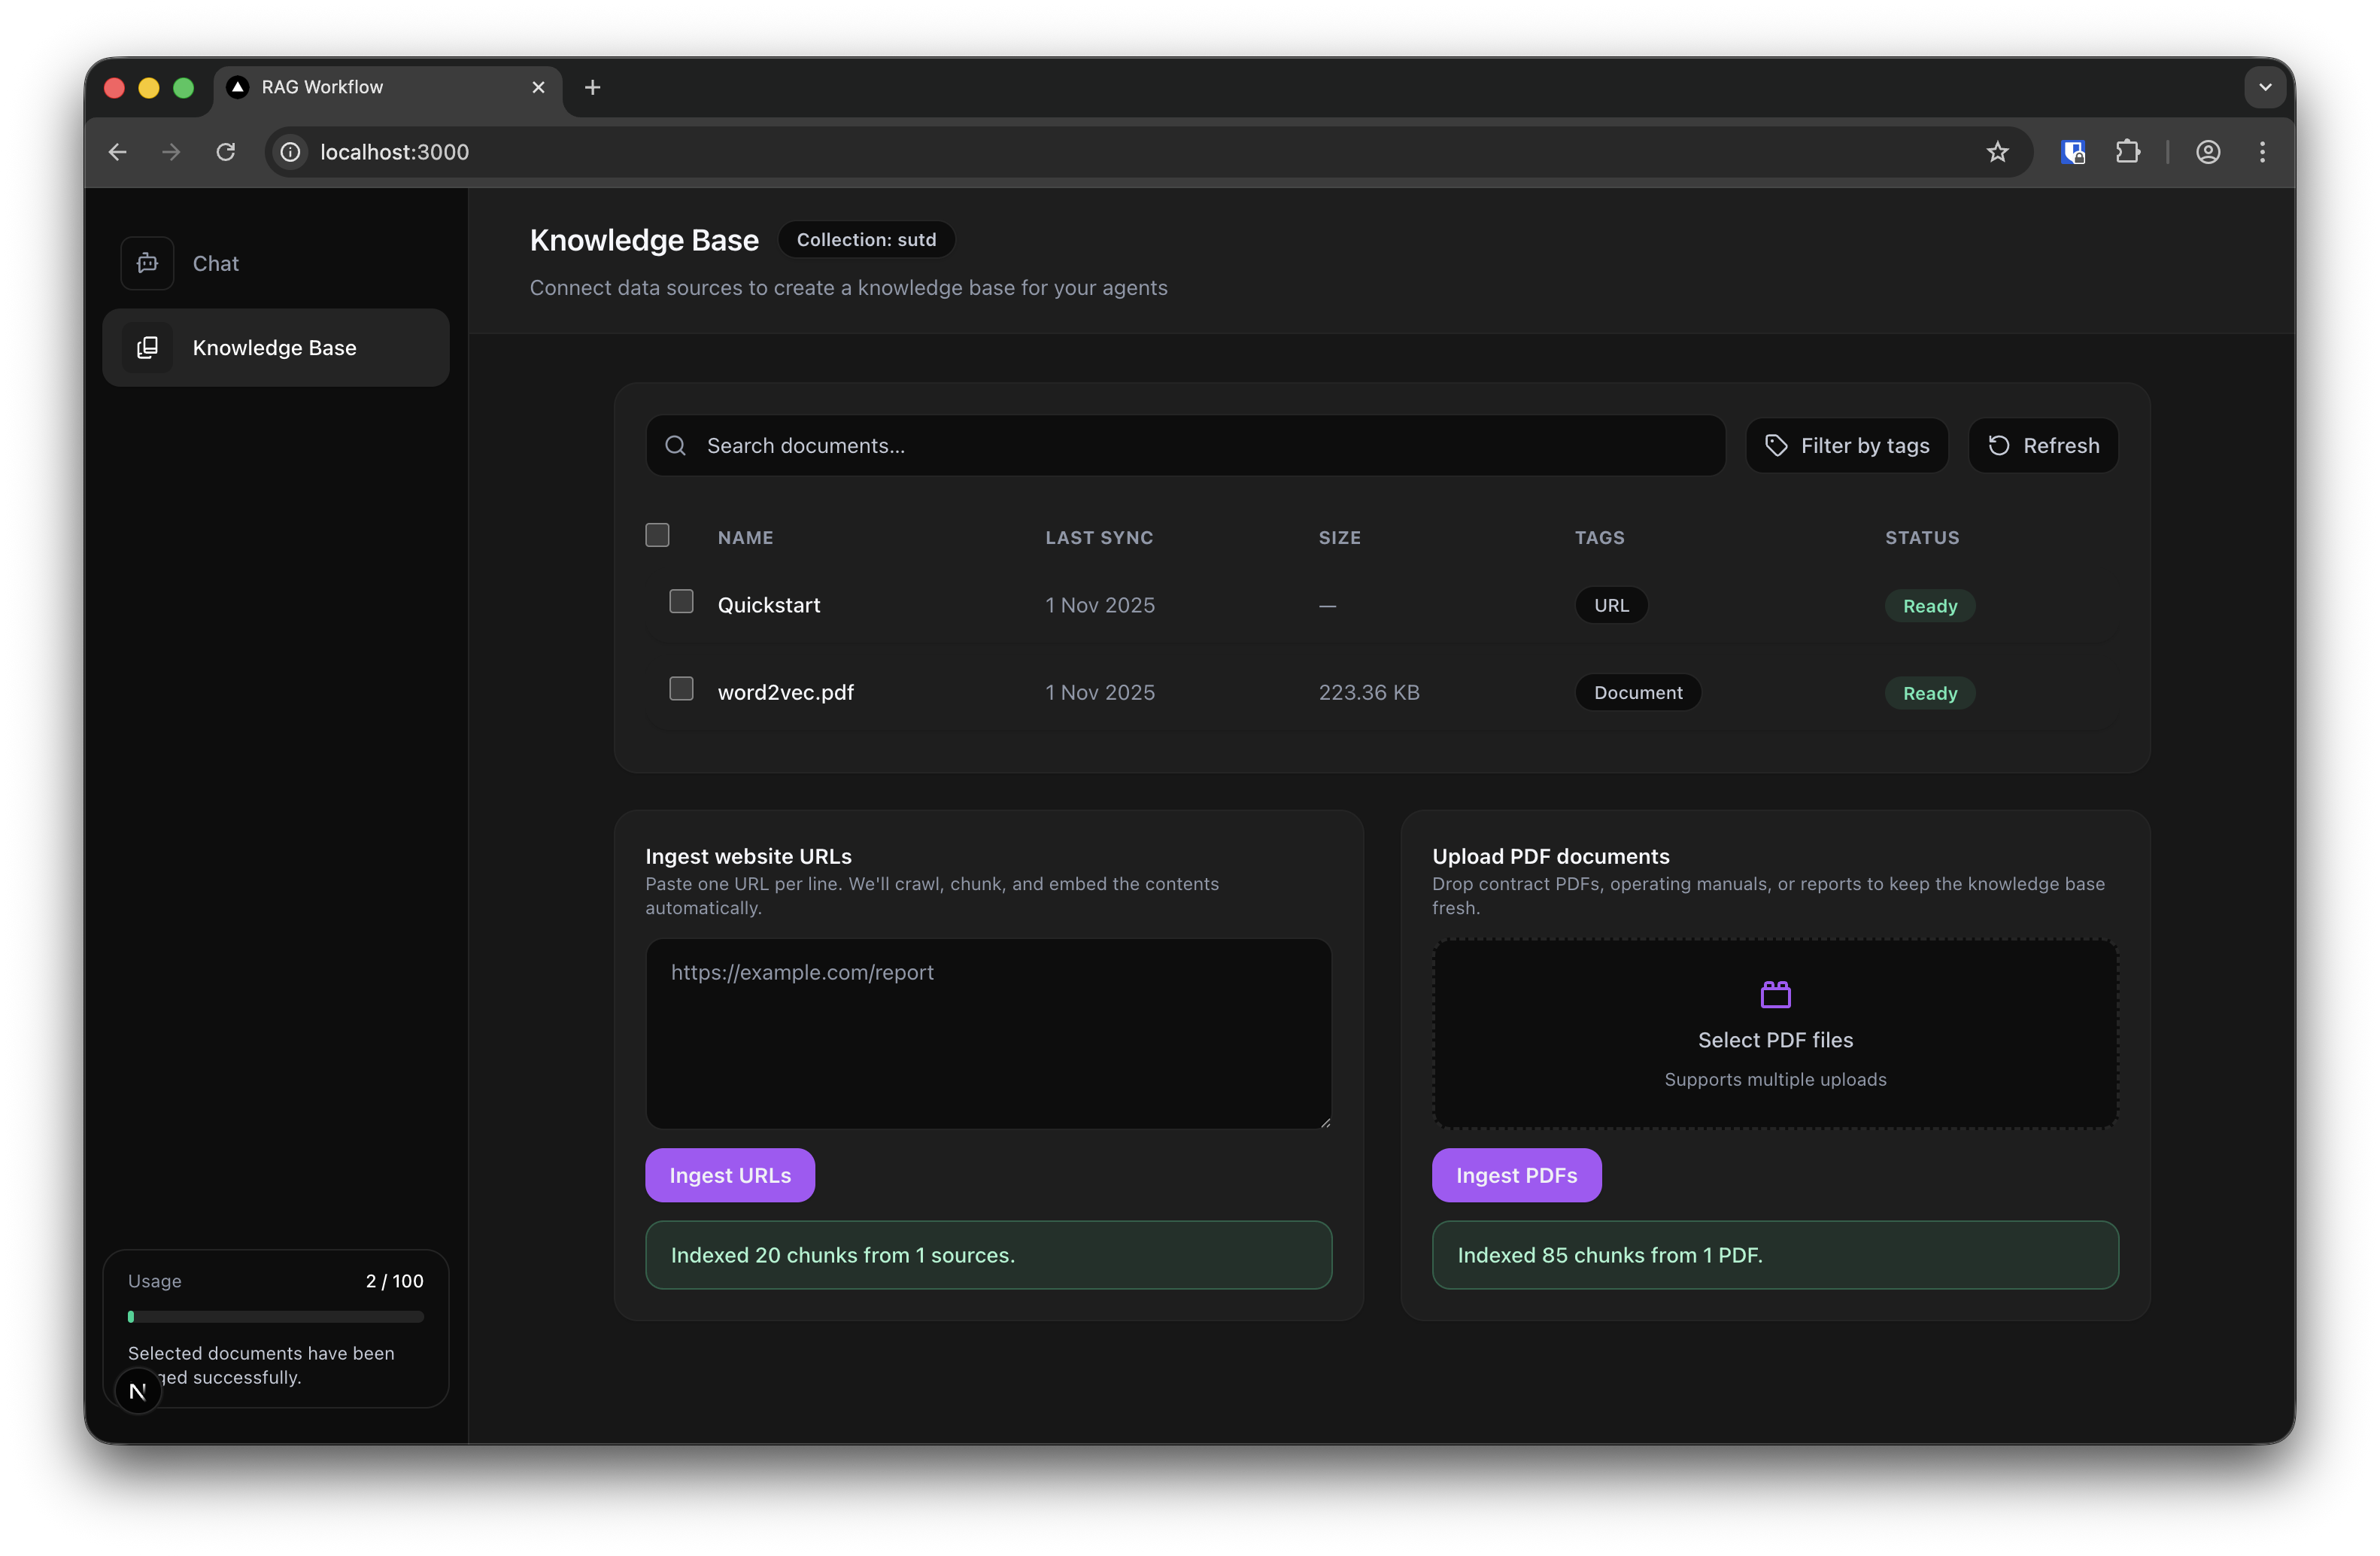 RAG Workflow
localhost:3000
Chat
Knowledge Base
Usage 2 / 100
Selected documents have been
ged successfully.
N
Knowledge Base Collection: sutd
Connect data sources to create a knowledge base for your agents
Search documents... Filter by tags Refresh
NAME LAST SYNC SIZE TAGS STATUS
Quickstart 1 Nov 2025 — URL Ready
word2vec.pdf 1 Nov 2025 223.36 KB Document Ready
Ingest website URLs
Paste one URL per line. We'll crawl, chunk, and embed the contents
automatically.
https://example.com/report
Ingest URLs
Indexed 20 chunks from 1 sources.
Upload PDF documents
Drop contract PDFs, operating manuals, or reports to keep the knowledge base
fresh.
Select PDF files
Supports multiple uploads
Ingest PDFs
Indexed 85 chunks from 1 PDF.